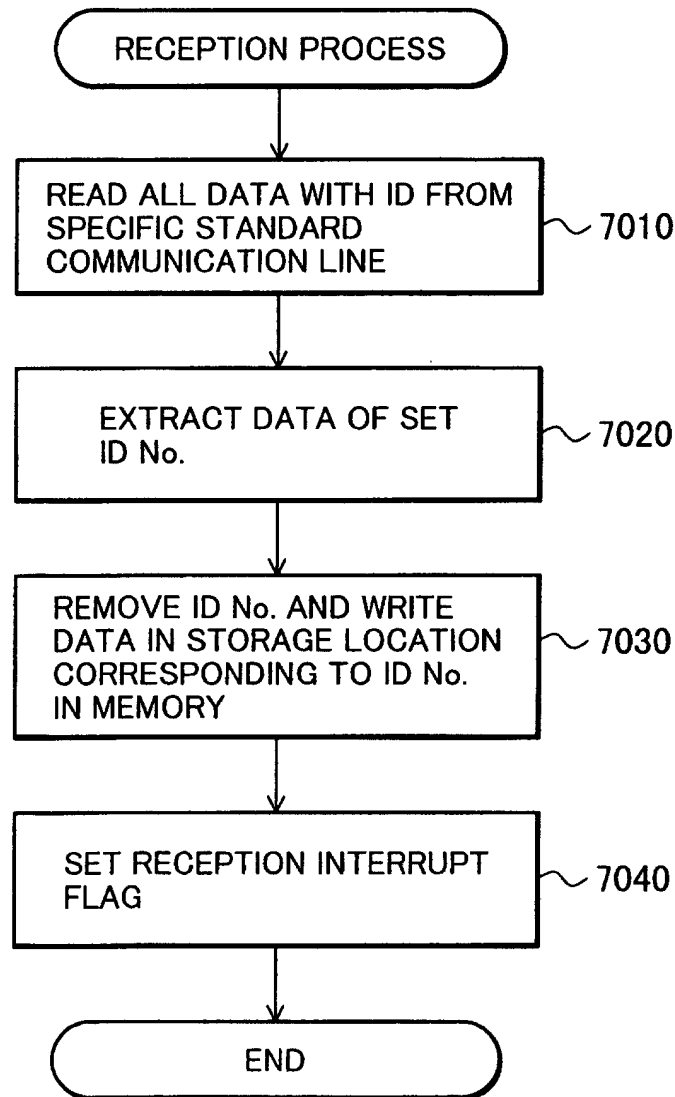 RECEPTION PROCESS
READ ALL DATA WITH ID FROM
SPECIFIC STANDARD
COMMUNICATION LINE
7010
EXTRACT DATA OF SET
ID No.
7020
REMOVE ID No. AND WRITE
DATA IN STORAGE LOCATION
CORRESPONDING TO ID No.
IN MEMORY
7030
SET RECEPTION INTERRUPT
FLAG
7040
END